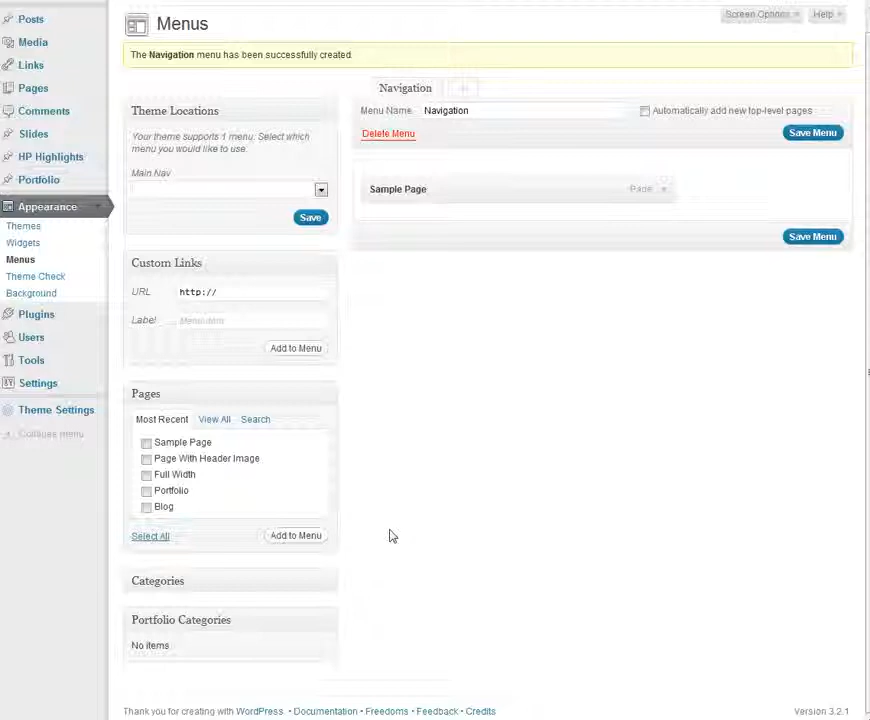 Posts
Media
Links
Pages
Comments
Slides
HP Highlights
Portfolio
Appearance
Themes
Widgets
Menus
Theme Check
Background
Plugins
Users
Tools
Settings
Theme Settings
Collapse menu
Menus
Screen Options
Help
The Navigation menu has been successfully created.
Theme Locations
Your theme supports 1 menu. Select which
menu you would like to use.
Main Nav
Save
Custom Links
URL http://
Label Menu Item
Add to Menu
Pages
Most Recent View All Search
Sample Page
Page With Header Image
Full Width
Portfolio
Blog
Select All Add to Menu
Categories
Portfolio Categories
No items
Navigation +
Menu Name Navigation Automatically add new top-level pages
Delete Menu Save Menu
Sample Page Page
Save Menu
Thank you for creating with WordPress. • Documentation • Freedoms • Feedback • Credits
Version 3.2.1